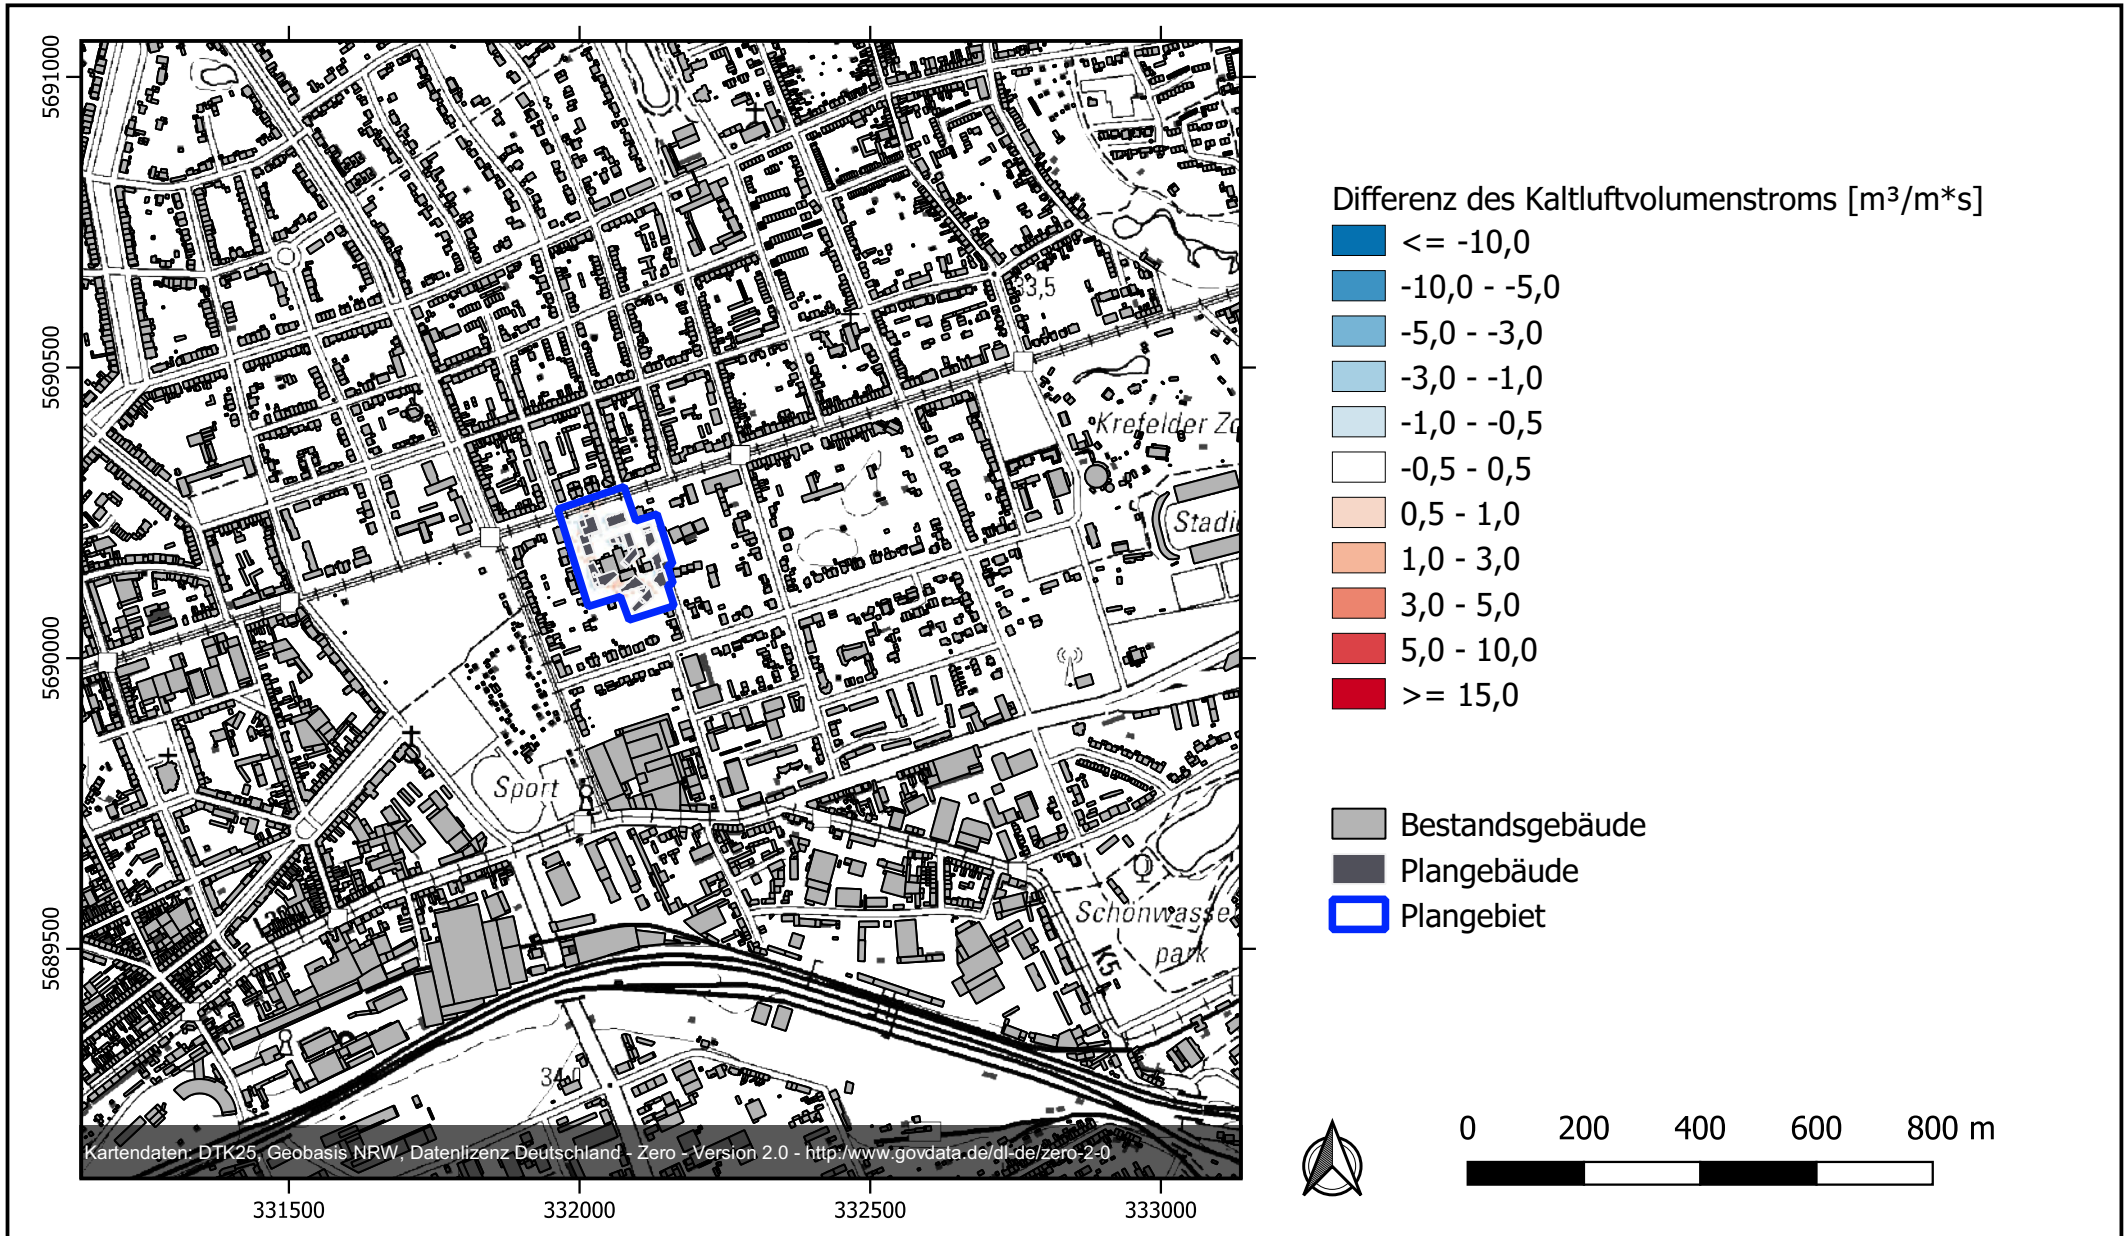 5691000
5690500
5690000
5689500
33,5
Krefelder Zo
Stadi
Sport
Schönwasse
park
K5
Kartendaten: DTK25, Geobasis NRW, Datenlizenz Deutschland - Zero - Version 2.0 - http:/www.govdata.de/dl-de/zero-2-0
331500
332000
332500
333000
Differenz des Kaltluftvolumenstroms [m³/m*s]
<= -10,0
-10,0 - -5,0
-5,0 - -3,0
-3,0 - -1,0
-1,0 - -0,5
-0,5 - 0,5
0,5 - 1,0
1,0 - 3,0
3,0 - 5,0
5,0 - 10,0
>= 15,0
Bestandsgebäude
Plangebäude
Plangebiet
0 200 400 600 800 m